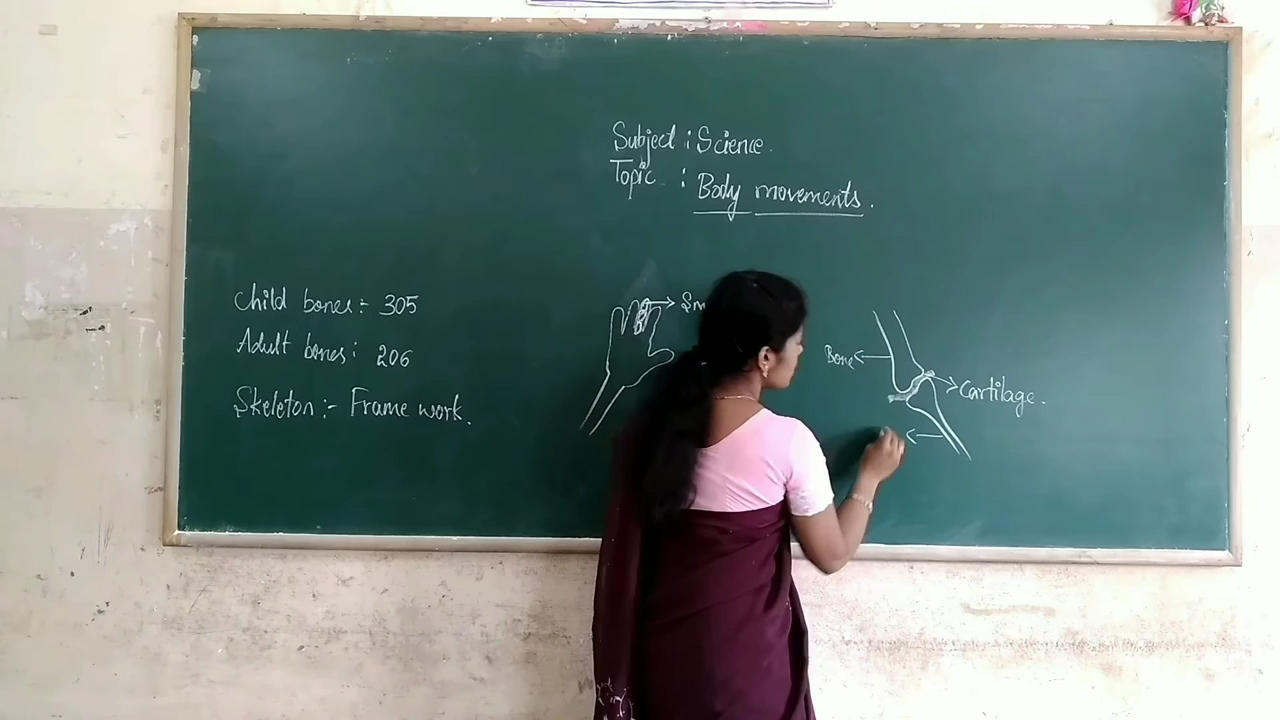 Subject : Science.
Topic : Body movements.
Child bones :- 305
Adult bones : 206
Skeleton :- Frame work.
Bone
Cartilage.